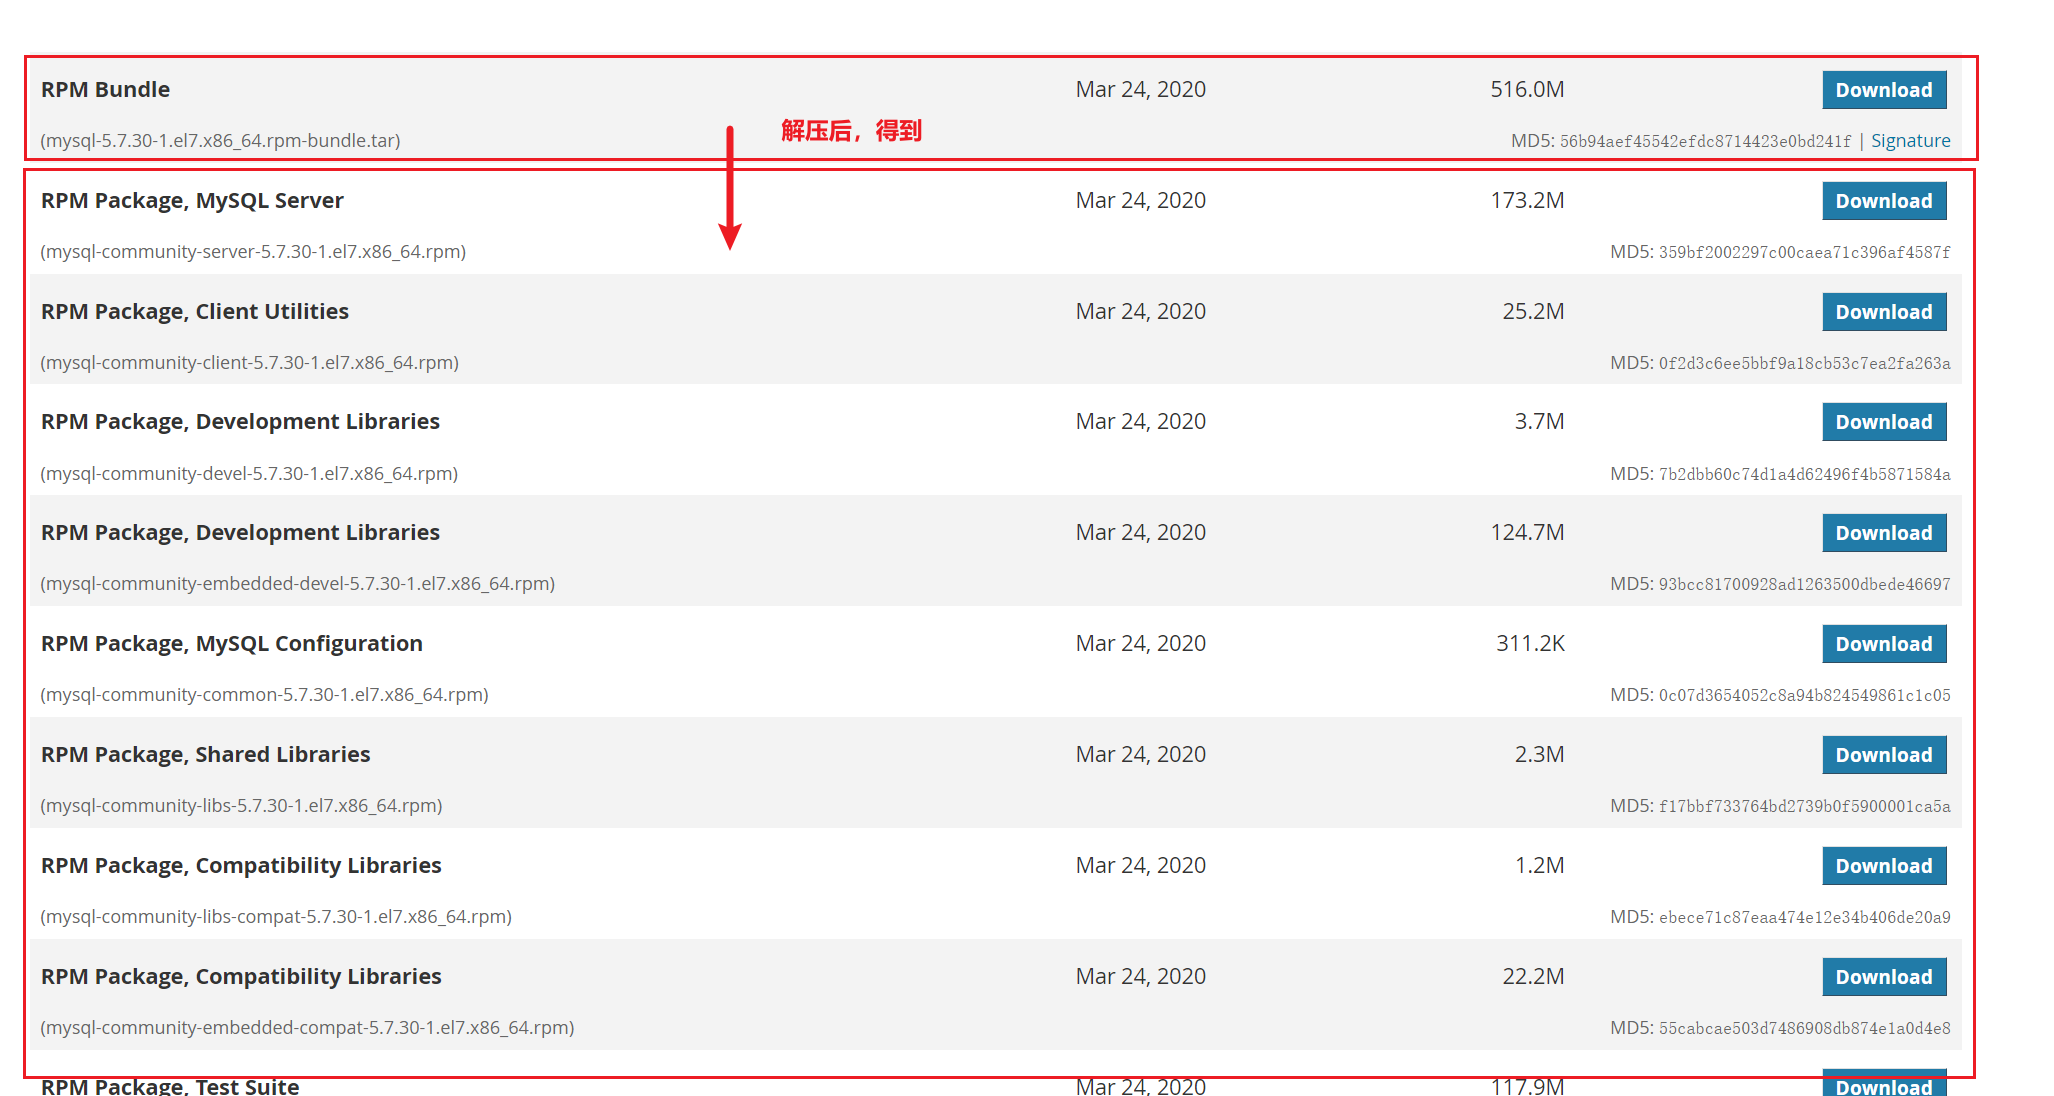 RPM Bundle Mar 24, 2020 516.0M Download
解压后，得到
(mysql-5.7.30-1.el7.x86_64.rpm-bundle.tar) MD5: 56b94aef45542efdc8714423e0bd241f | Signature
RPM Package, MySQL Server Mar 24, 2020 173.2M Download
(mysql-community-server-5.7.30-1.el7.x86_64.rpm) MD5: 359bf2002297c00caea71c396af4587f
RPM Package, Client Utilities Mar 24, 2020 25.2M Download
(mysql-community-client-5.7.30-1.el7.x86_64.rpm) MD5: 0f2d3c6ee5bbf9a18cb53c7ea2fa263a
RPM Package, Development Libraries Mar 24, 2020 3.7M Download
(mysql-community-devel-5.7.30-1.el7.x86_64.rpm) MD5: 7b2dbb60c74d1a4d62496f4b5871584a
RPM Package, Development Libraries Mar 24, 2020 124.7M Download
(mysql-community-embedded-devel-5.7.30-1.el7.x86_64.rpm) MD5: 93bcc81700928ad1263500dbede46697
RPM Package, MySQL Configuration Mar 24, 2020 311.2K Download
(mysql-community-common-5.7.30-1.el7.x86_64.rpm) MD5: 0c07d3654052c8a94b824549861c1c05
RPM Package, Shared Libraries Mar 24, 2020 2.3M Download
(mysql-community-libs-5.7.30-1.el7.x86_64.rpm) MD5: f17bbf733764bd2739b0f5900001ca5a
RPM Package, Compatibility Libraries Mar 24, 2020 1.2M Download
(mysql-community-libs-compat-5.7.30-1.el7.x86_64.rpm) MD5: ebece71c87eaa474e12e34b406de20a9
RPM Package, Compatibility Libraries Mar 24, 2020 22.2M Download
(mysql-community-embedded-compat-5.7.30-1.el7.x86_64.rpm) MD5: 55cabcae503d7486908db874e1a0d4e8
RPM Package, Test Suite Mar 24, 2020 117.9M Download